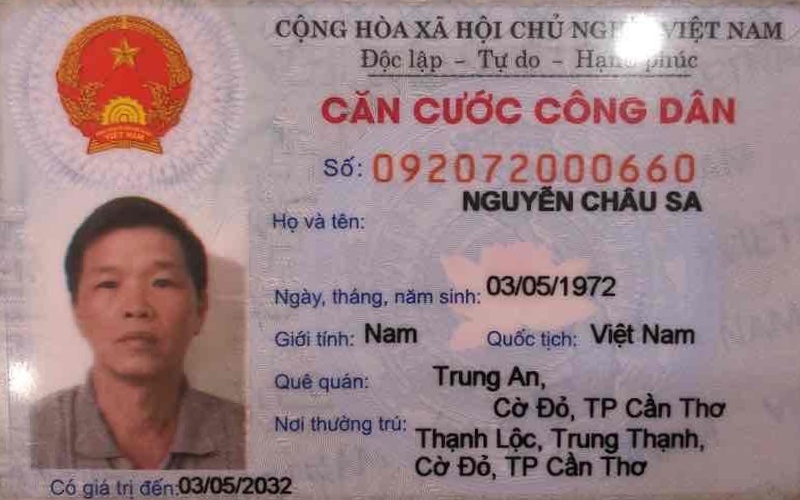 CỘNG HÒA XÃ HỘI CHỦ NGHĨA VIỆT NAM
Độc lập - Tự do - Hạnh phúc
CĂN CƯỚC CÔNG DÂN
Số: 092072000660
NGUYỄN CHÂU SA
Họ và tên:
Ngày, tháng, năm sinh: 03/05/1972
Giới tính: Nam Quốc tịch: Việt Nam
Quê quán: Trung An,
Cờ Đỏ, TP Cần Thơ
Nơi thường trú: Thạnh Lộc, Trung Thạnh,
Cờ Đỏ, TP Cần Thơ
Có giá trị đến: 03/05/2032
VIỆT NAM